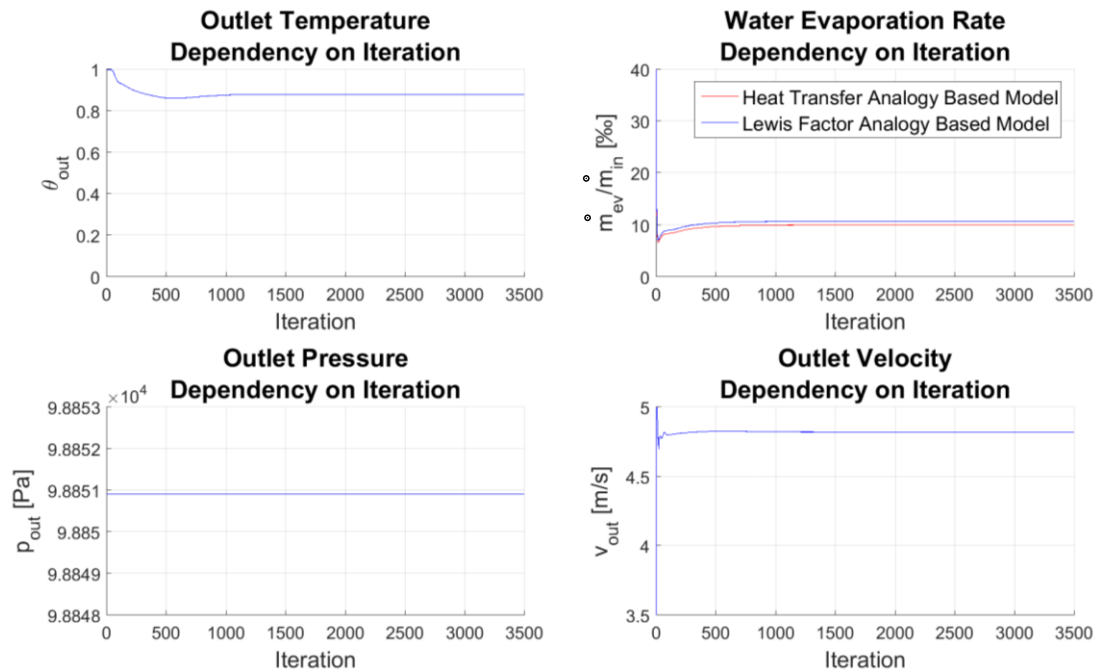 Outlet Temperature
Dependency on Iteration
1
0.8
0.6
0.4
0.2
0
θout
0 500 1000 1500 2000 2500 3000 3500
Iteration
Water Evaporation Rate
Dependency on Iteration
40
30
20
10
0
ṁev/ṁin [‰]
Heat Transfer Analogy Based Model
Lewis Factor Analogy Based Model
0 500 1000 1500 2000 2500 3000 3500
Iteration
Outlet Pressure
Dependency on Iteration
× 10^4
9.8853
9.8852
9.8851
9.885
9.8849
9.8848
pout [Pa]
0 500 1000 1500 2000 2500 3000 3500
Iteration
Outlet Velocity
Dependency on Iteration
5
4.5
4
3.5
vout [m/s]
0 500 1000 1500 2000 2500 3000 3500
Iteration